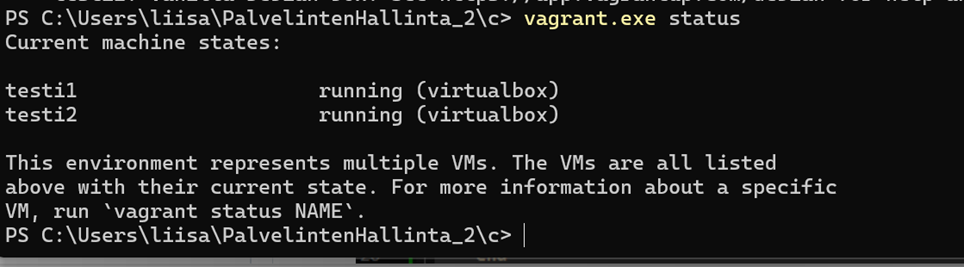 PS C:\Users\liisa\PalvelintenHallinta_2\c> vagrant.exe status
Current machine states:
testi1                    running (virtualbox)
testi2                    running (virtualbox)
This environment represents multiple VMs. The VMs are all listed
above with their current state. For more information about a specific
VM, run `vagrant status NAME`.
PS C:\Users\liisa\PalvelintenHallinta_2\c>